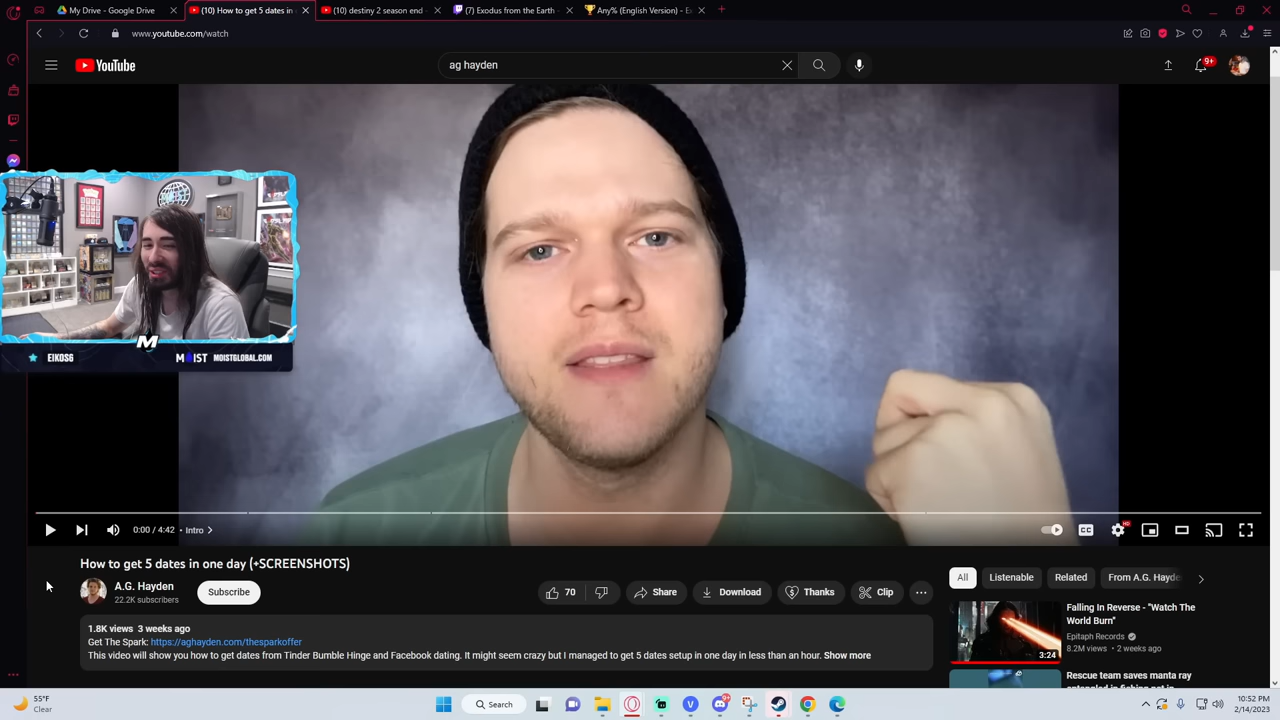 My Drive - Google Drive
(10) How to get 5 dates in
(10) destiny 2 season end
(7) Exodus from the Earth -
Any% (English Version) - Ex
www.youtube.com/watch
YouTube
ag hayden
9+
EIKOS6
M
MOIST
MOISTGLOBAL.COM
0:00 / 4:42 • Intro
CC
HD
How to get 5 dates in one day (+SCREENSHOTS)
A.G. Hayden
22.2K subscribers
Subscribe
70
Share
Download
Thanks
Clip
1.8K views 3 weeks ago
Get The Spark: https://aghayden.com/thesparkoffer
This video will show you how to get dates from Tinder Bumble Hinge and Facebook dating. It might seem crazy but I managed to get 5 dates setup in one day in less than an hour. Show more
All
Listenable
Related
From A.G. Hayde
Falling In Reverse - "Watch The
World Burn"
Epitaph Records
8.2M views • 2 weeks ago
3:24
Rescue team saves manta ray
55°F
Clear
Search
10:52 PM
2/14/2023